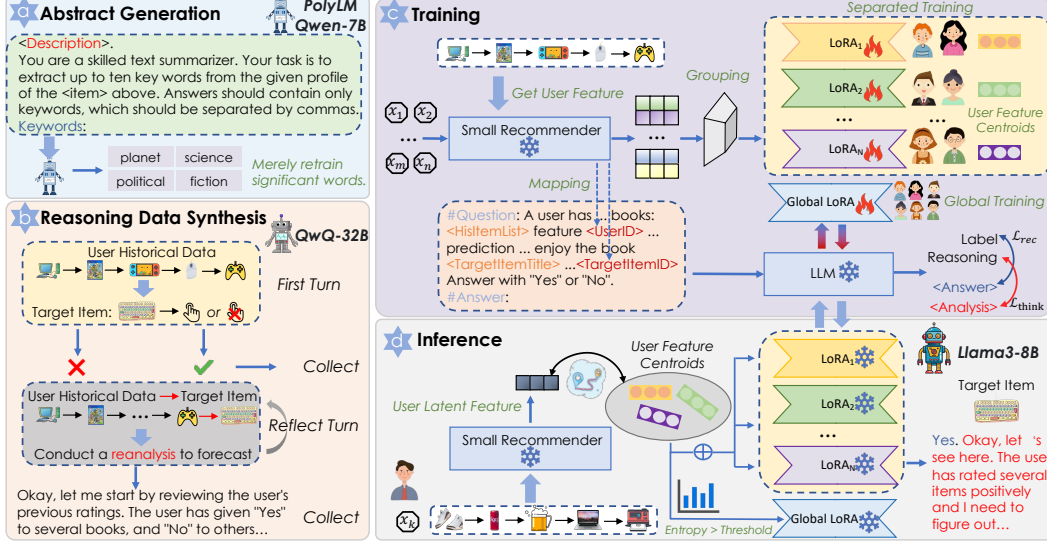 a Abstract Generation
PolyLM
Qwen-7B
<Description>.
You are a skilled text summarizer. Your task is to
extract up to ten key words from the given profile
of the <item> above. Answers should contain only
keywords, which should be separated by commas.
Keywords:
planet science
political fiction
Merely retrain
significant words.
b Reasoning Data Synthesis
QwQ-32B
User Historical Data
First Turn
Target Item: or
Collect
User Historical Data Target Item
Reflect Turn
Conduct a reanalysis to forecast
Okay, let me start by reviewing the user's
previous ratings. The user has given "Yes"
to several books, and "No" to others...
Collect
c Training
Get User Feature
x1 x2
...
xm xn
Small Recommender
...
Grouping
Mapping
#Question: A user has ... books:
<HisItemList> feature <UserID> ...
prediction ... enjoy the book
<TargetItemTitle> ...<TargetItemID>
Answer with "Yes" or "No".
#Answer:
Separated Training
LoRA1
LoRA2
... ...
LoRAN
User Feature
Centroids
Global LoRA
Global Training
LLM
Label
Reasoning
<Answer>
<Analysis>
ℒrec
ℒthink
d Inference
User Latent Feature
Small Recommender
xk
User Feature
Centroids
Entropy > Threshold
LoRA1
LoRA2
...
LoRAN
Global LoRA
Llama3-8B
Target Item
Yes. Okay, let 's
see here. The use
has rated several
items positively
and I need to
figure out...